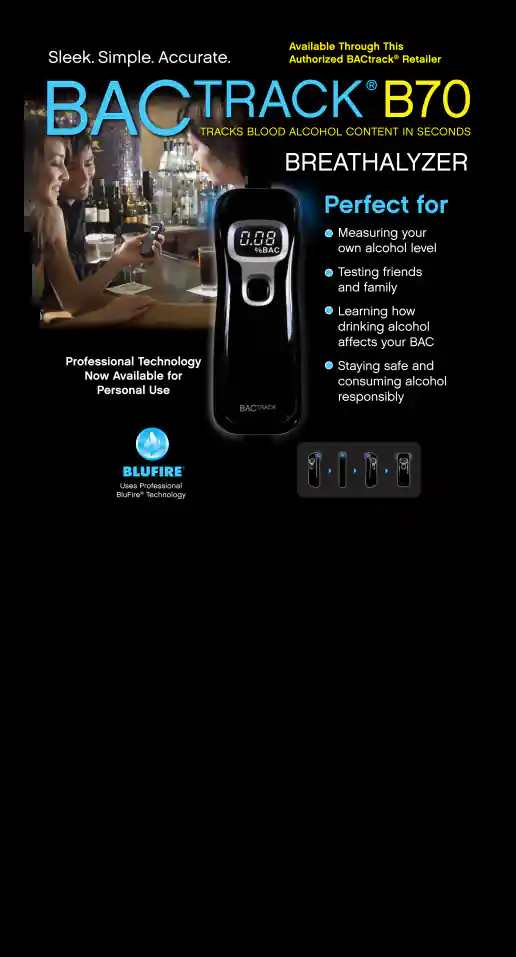 Sleek. Simple. Accurate.
Available Through This
Authorized BACtrack® Retailer
BACTRACK® B70
TRACKS BLOOD ALCOHOL CONTENT IN SECONDS
BREATHALYZER
0.08
%BAC
BACTRACK
Perfect for
Measuring your
own alcohol level
Testing friends
and family
Learning how
drinking alcohol
affects your BAC
Staying safe and
consuming alcohol
responsibly
Professional Technology
Now Available for
Personal Use
BLUFIRE
Uses Professional
BluFire® Technology